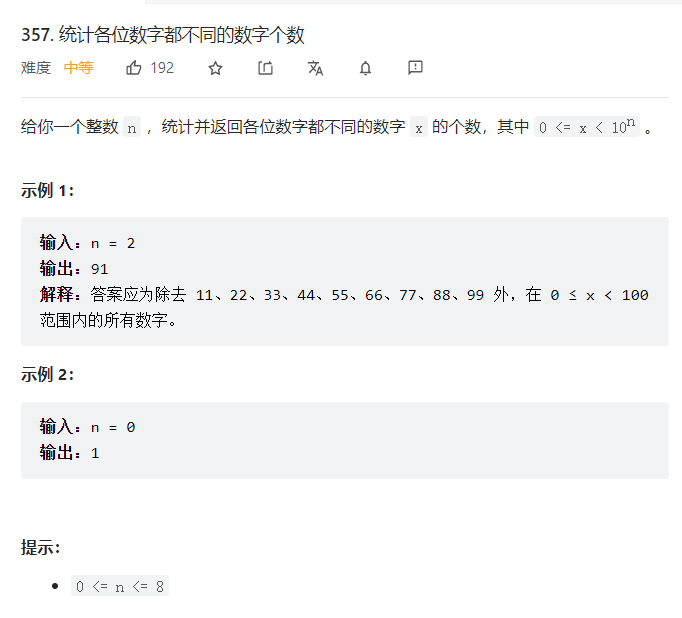 357. 统计各位数字都不同的数字个数
难度 中等 192
给你一个整数 n ，统计并返回各位数字都不同的数字 x 的个数，其中 0 <= x < 10ⁿ 。
示例 1：
输入：n = 2
输出：91
解释：答案应为除去 11、22、33、44、55、66、77、88、99 外，在 0 ≤ x < 100
范围内的所有数字。
示例 2：
输入：n = 0
输出：1
提示：
• 0 <= n <= 8